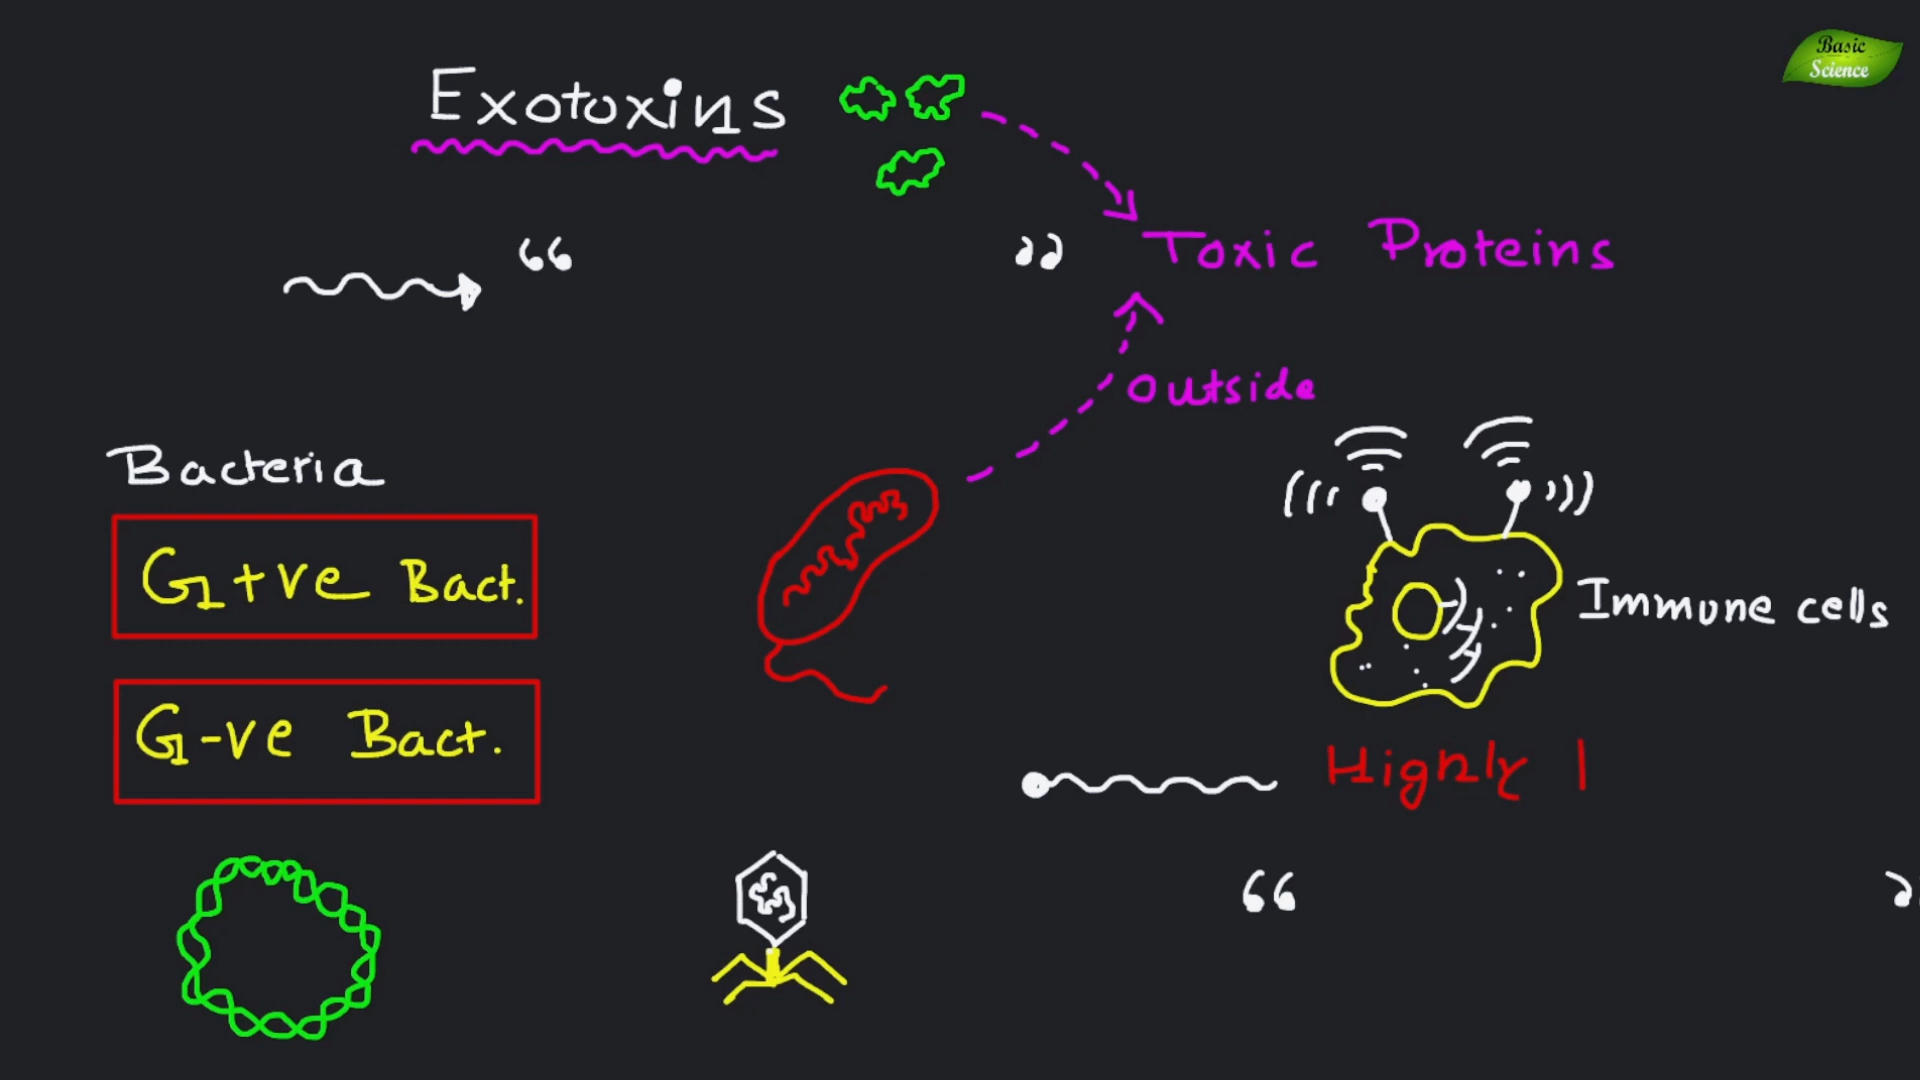 Basic
Science
Exotoxins
“ ”
Toxic Proteins
Outside
Bacteria
G+ve Bact.
G-ve Bact.
Immune cells
Highly I
“ ”